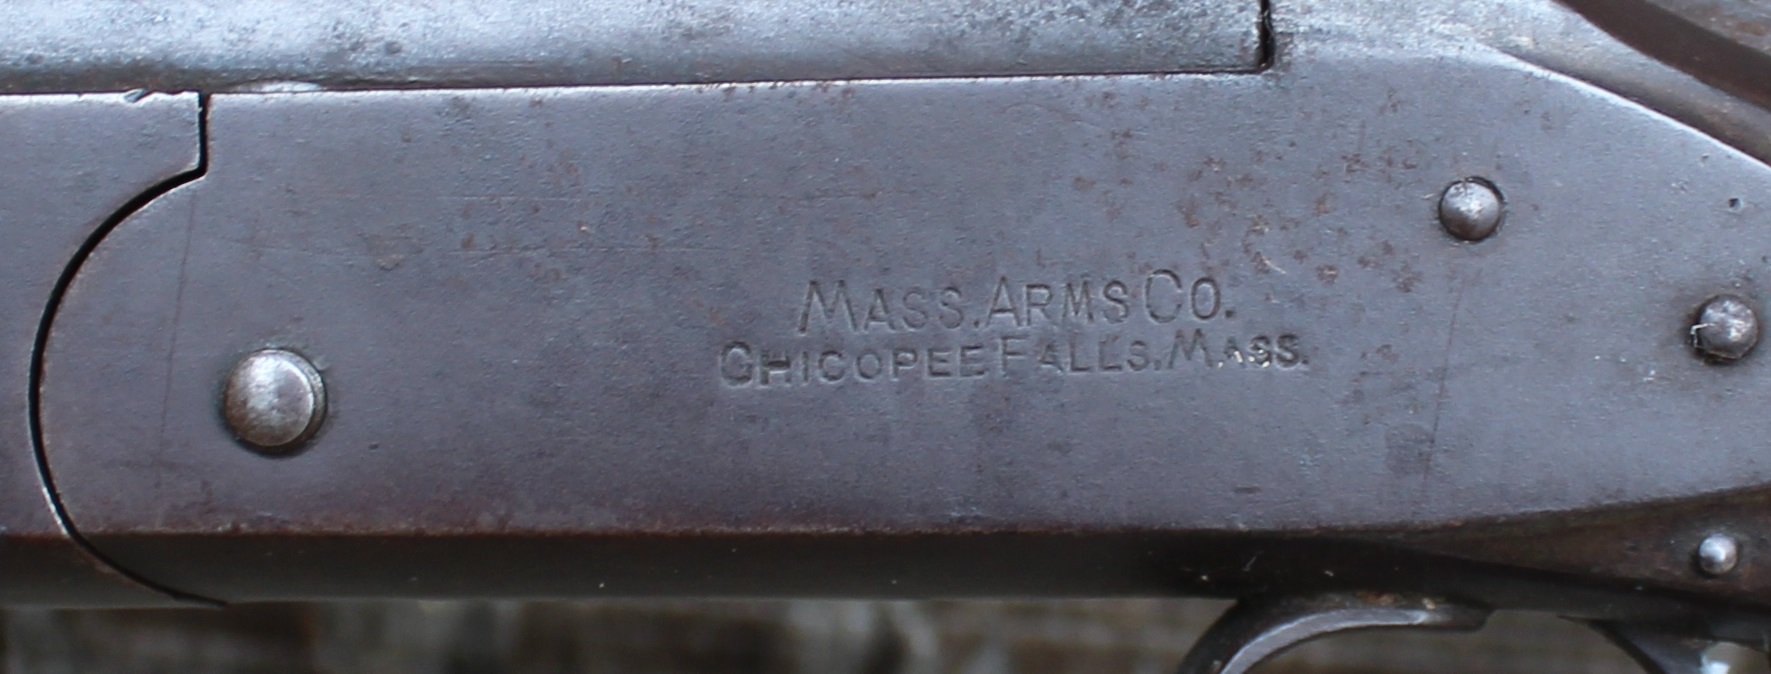 MASS. ARMS CO.
CHICOPEE FALLS. MASS.